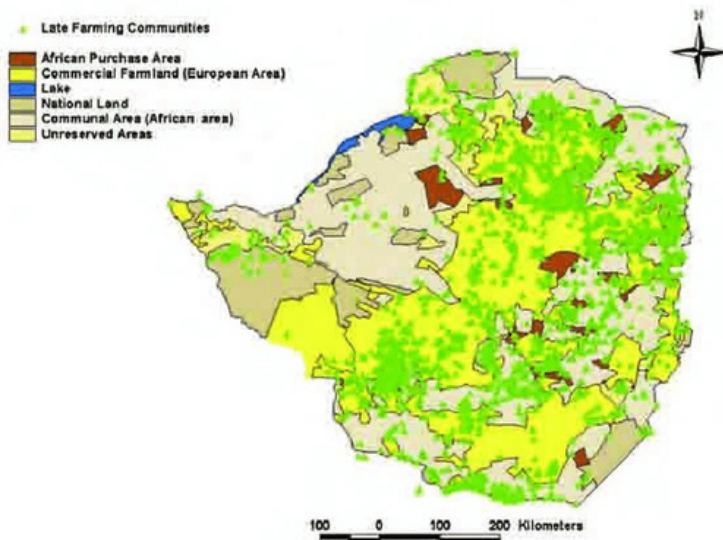 Late Farming Communities
African Purchase Area
Commercial Farmland (European Area)
Lake
National Land
Communal Area (African area)
Unreserved Areas
N
100 0 100 200 Kilometers